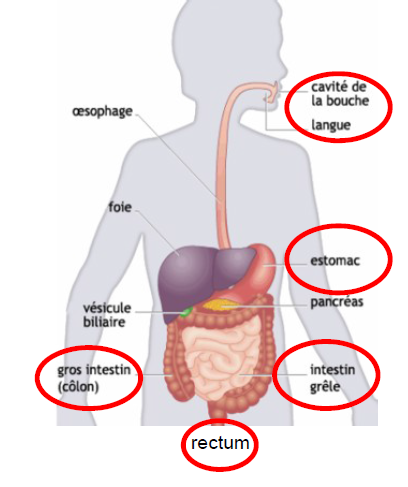 cavité de
la bouche
œsophage
langue
foie
estomac
pancréas
vésicule
biliaire
gros intestin
(côlon)
intestin
grêle
rectum